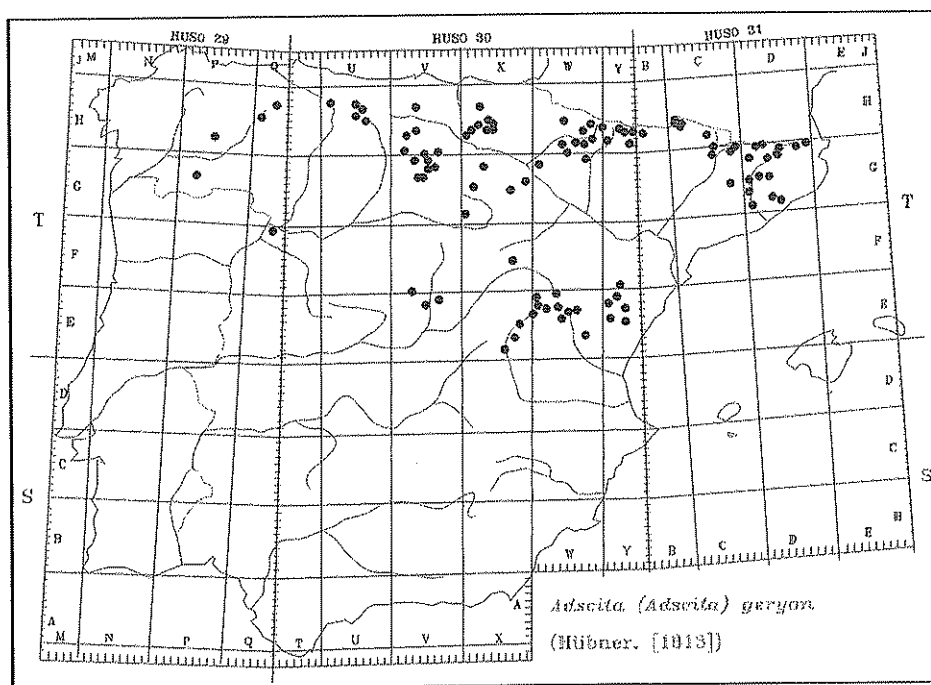 HUSO 29 HUSO 30 HUSO 31
J M N P Q U V X W Y B C D E J
H H
G G
T T
F F
E E
D D
C C
S S
B W Y B C D E H
A A
M N P Q T U V X
Adscita (Adscita) geryon
(Hübner. [1813])